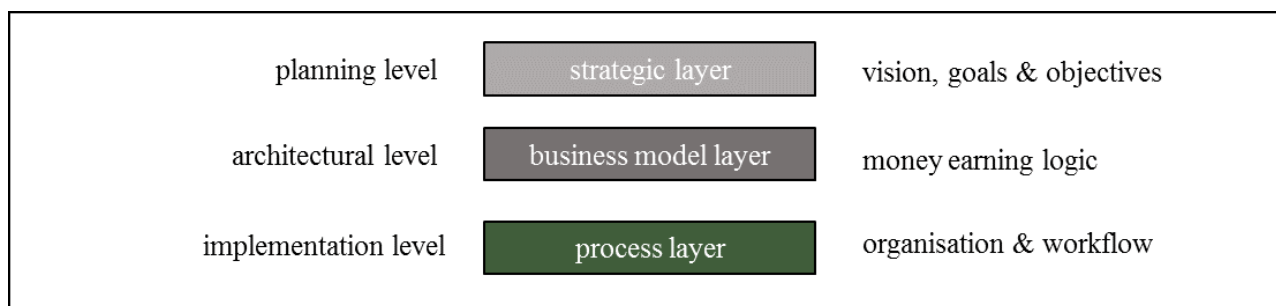 planning level strategic layer vision, goals & objectives
architectural level business model layer money earning logic
implementation level process layer organisation & workflow